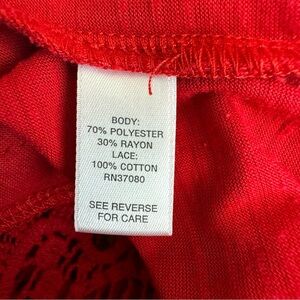 BODY:
70% POLYESTER
30% RAYON
LACE:
100% COTTON
RN37080
SEE REVERSE
FOR CARE